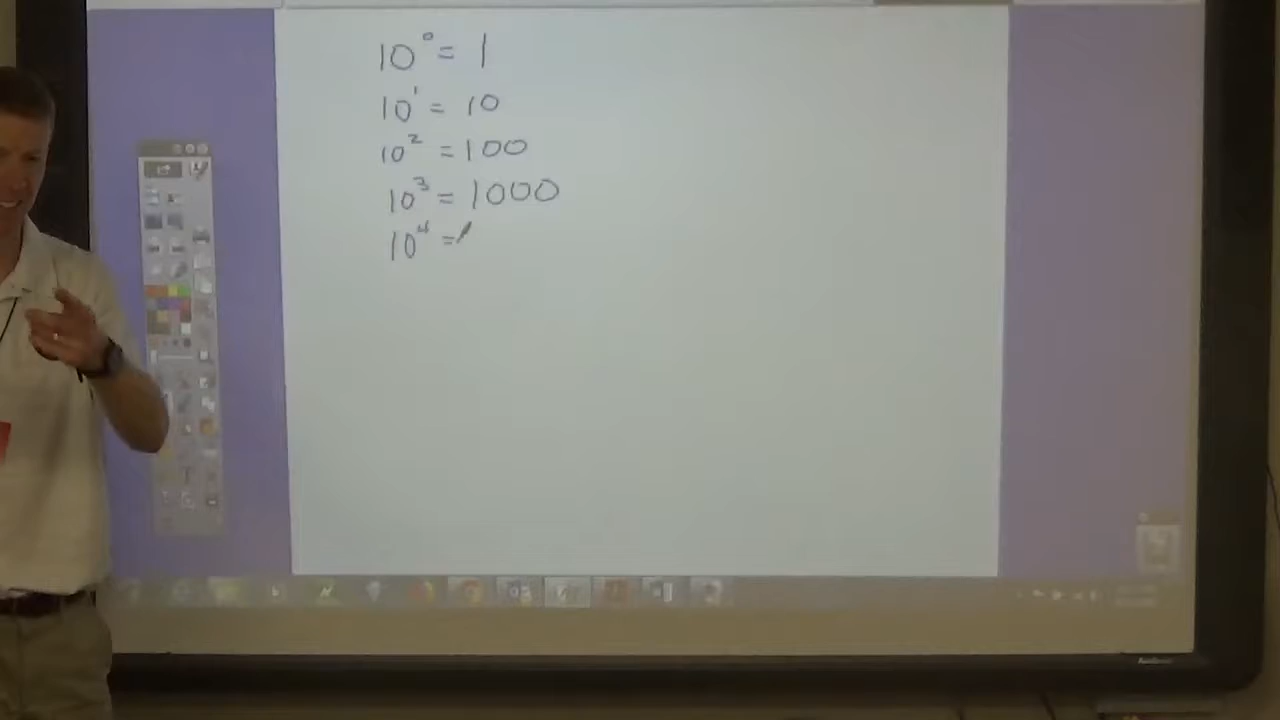 10⁰ = 1
10¹ = 10
10² = 100
10³ = 1000
10⁴ =